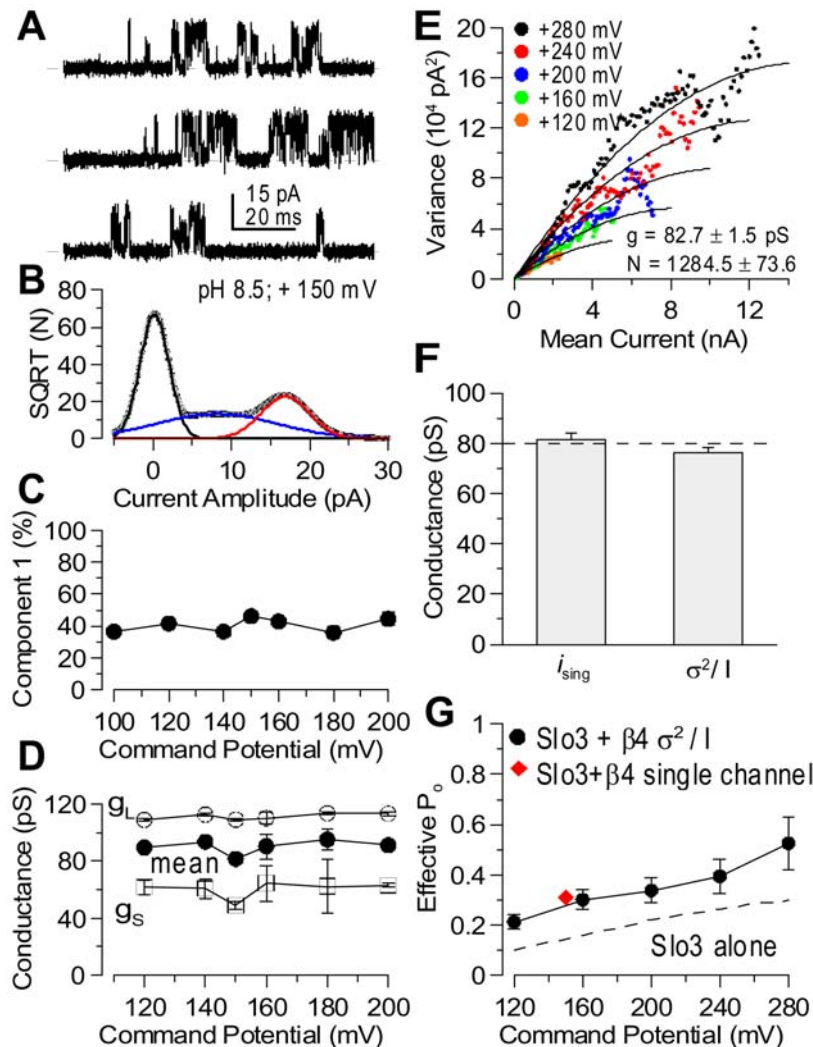 A
15 pA
20 ms
B
pH 8.5; + 150 mV
80
60
40
20
0
SQRT (N)
0 10 20 30
Current Amplitude (pA)
C
100
80
60
40
20
0
Component 1 (%)
100 120 140 160 180 200
Command Potential (mV)
D
120
80
40
0
Conductance (pS)
gL
mean
gS
120 140 160 180 200
Command Potential (mV)
E
+280 mV
+240 mV
+200 mV
+160 mV
+120 mV
20
16
12
8
4
0
Variance (10⁴ pA²)
g = 82.7 ± 1.5 pS
N = 1284.5 ± 73.6
0 4 8 12
Mean Current (nA)
F
100
80
60
40
20
0
Conductance (pS)
i sing
σ²/ I
G
Slo3 + β4 σ² / I
Slo3+β4 single channel
1
0.8
0.6
0.4
0.2
0
Effective Po
Slo3 alone
120 160 200 240 280
Command Potential (mV)